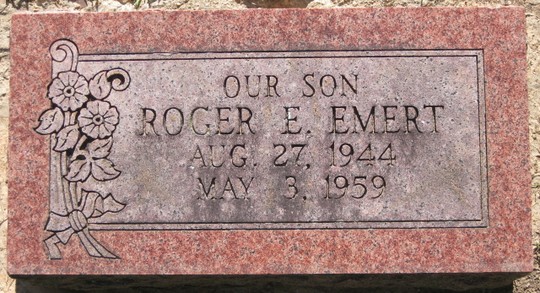 OUR SON
ROGER E. EMERT
AUG. 27, 1944
MAY 3, 1959